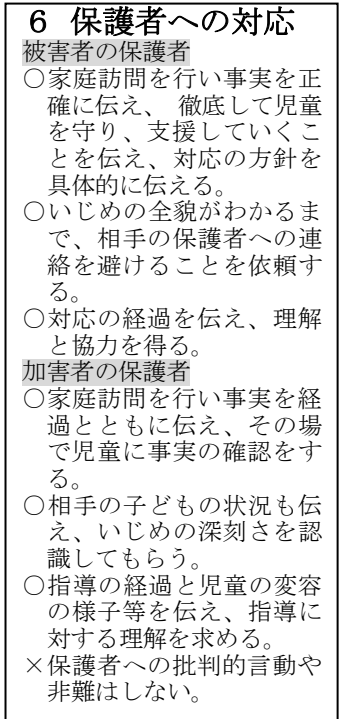 ６ 保護者への対応
被害者の保護者
○家庭訪問を行い事実を正
確に伝え、 徹底して児童
を守り、支援していくこ
とを伝え、対応の方針を
具体的に伝える。
○いじめの全貌がわかるま
で、相手の保護者への連
絡を避けることを依頼す
る。
○対応の経過を伝え、理解
と協力を得る。
加害者の保護者
○家庭訪問を行い事実を経
過とともに伝え、その場
で児童に事実の確認をす
る。
○相手の子どもの状況も伝
え、いじめの深刻さを認
識してもらう。
○指導の経過と児童の変容
の様子等を伝え、指導に
対する理解を求める。
×保護者への批判的言動や
非難はしない。